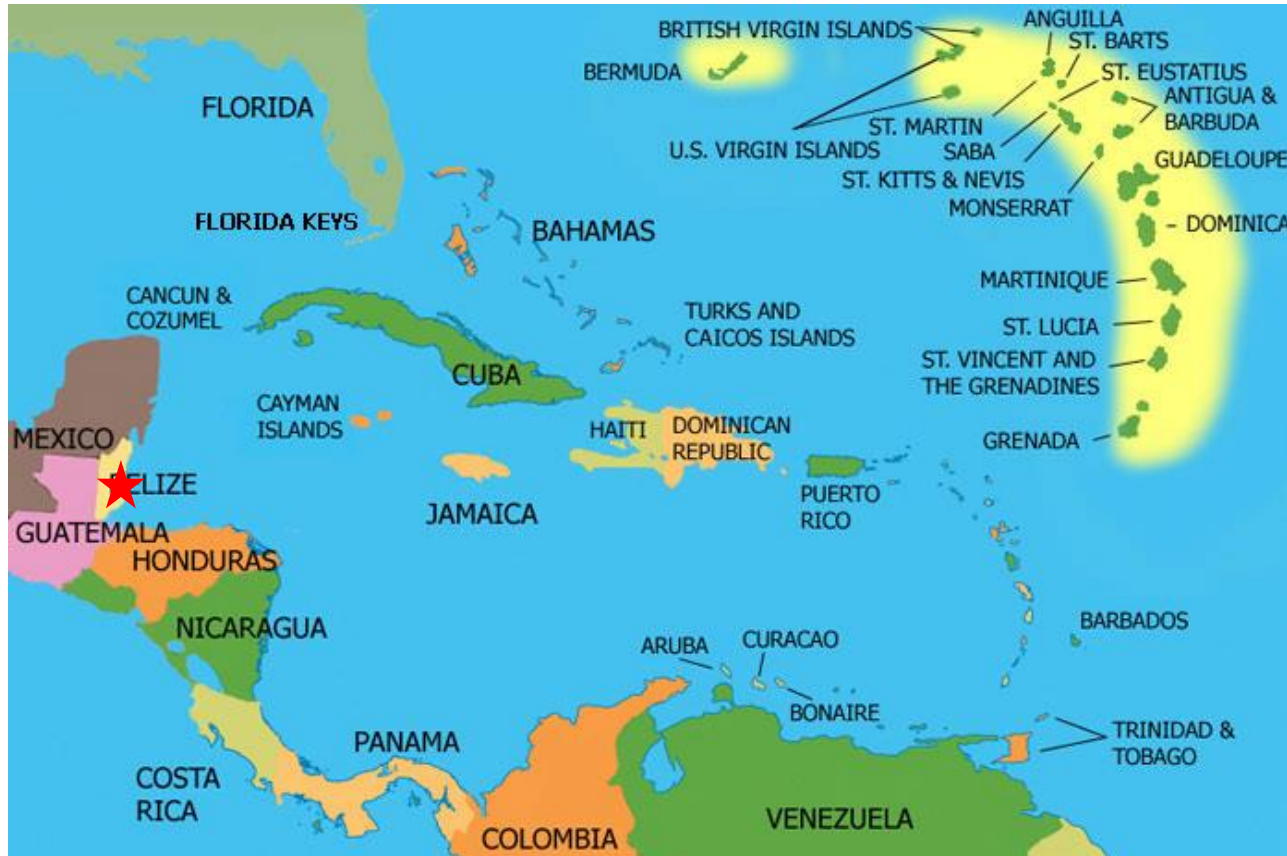 BRITISH VIRGIN ISLANDS
ANGUILLA
ST. BARTS
BERMUDA
ST. EUSTATIUS
FLORIDA
ANTIGUA &
BARBUDA
ST. MARTIN
U.S. VIRGIN ISLANDS
SABA
GUADELOUPE
ST. KITTS & NEVIS
MONSERRAT
FLORIDA KEYS
BAHAMAS
DOMINICA
CANCUN &
COZUMEL
MARTINIQUE
TURKS AND
CAICOS ISLANDS
ST. LUCIA
ST. VINCENT AND
THE GRENADINES
CUBA
CAYMAN
ISLANDS
HAITI
DOMINICAN
REPUBLIC
MEXICO
GRENADA
BELIZE
PUERTO
RICO
JAMAICA
GUATEMALA
HONDURAS
NICARAGUA
BARBADOS
ARUBA
CURACAO
BONAIRE
PANAMA
TRINIDAD &
TOBAGO
COSTA
RICA
COLOMBIA
VENEZUELA